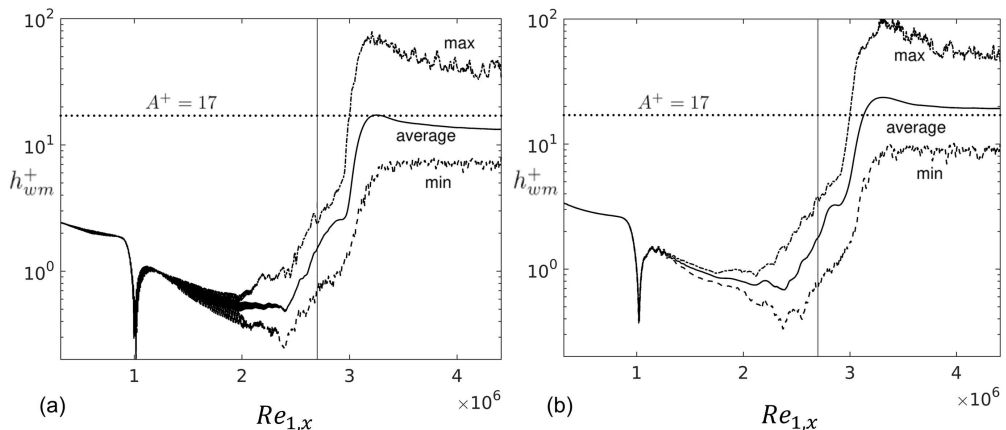 10^2
max
A^+ = 17
10^1
average
h^+_{wm}
min
10^0
1
2
3
4
×10^6
(a)
Re_{1,x}
10^2
max
A^+ = 17
10^1
average
h^+_{wm}
min
10^0
1
2
3
4
×10^6
(b)
Re_{1,x}